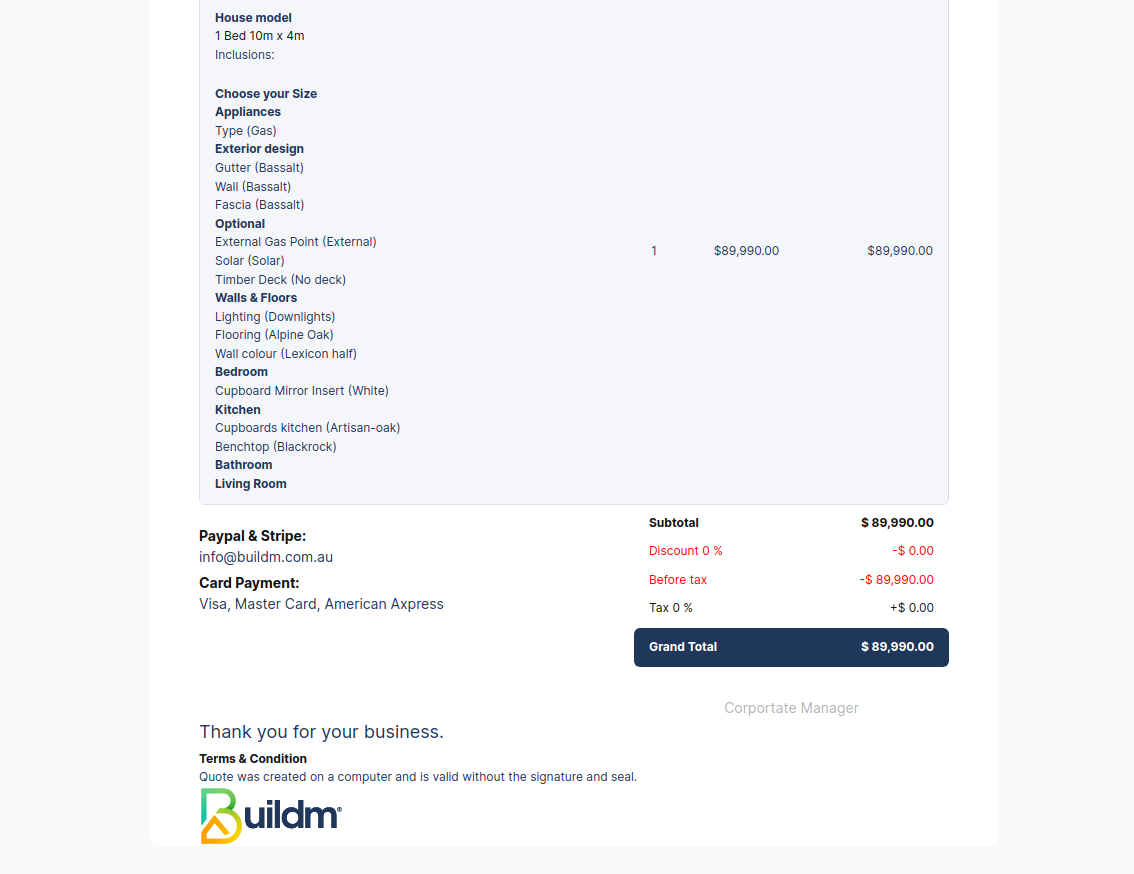 House model
1 Bed 10m x 4m
Inclusions:
Choose your Size
Appliances
Type (Gas)
Exterior design
Gutter (Bassalt)
Wall (Bassalt)
Fascia (Bassalt)
Optional
External Gas Point (External)
Solar (Solar)
Timber Deck (No deck)
Walls & Floors
Lighting (Downlights)
Flooring (Alpine Oak)
Wall colour (Lexicon half)
Bedroom
Cupboard Mirror Insert (White)
Kitchen
Cupboards kitchen (Artisan-oak)
Benchtop (Blackrock)
Bathroom
Living Room
1 $89,990.00 $89,990.00
Paypal & Stripe:
info@buildm.com.au
Card Payment:
Visa, Master Card, American Axpress
Subtotal $ 89,990.00
Discount 0 % -$ 0.00
Before tax -$ 89,990.00
Tax 0 % +$ 0.00
Grand Total $ 89,990.00
Corportate Manager
Thank you for your business.
Terms & Condition
Quote was created on a computer and is valid without the signature and seal.
Buildm®